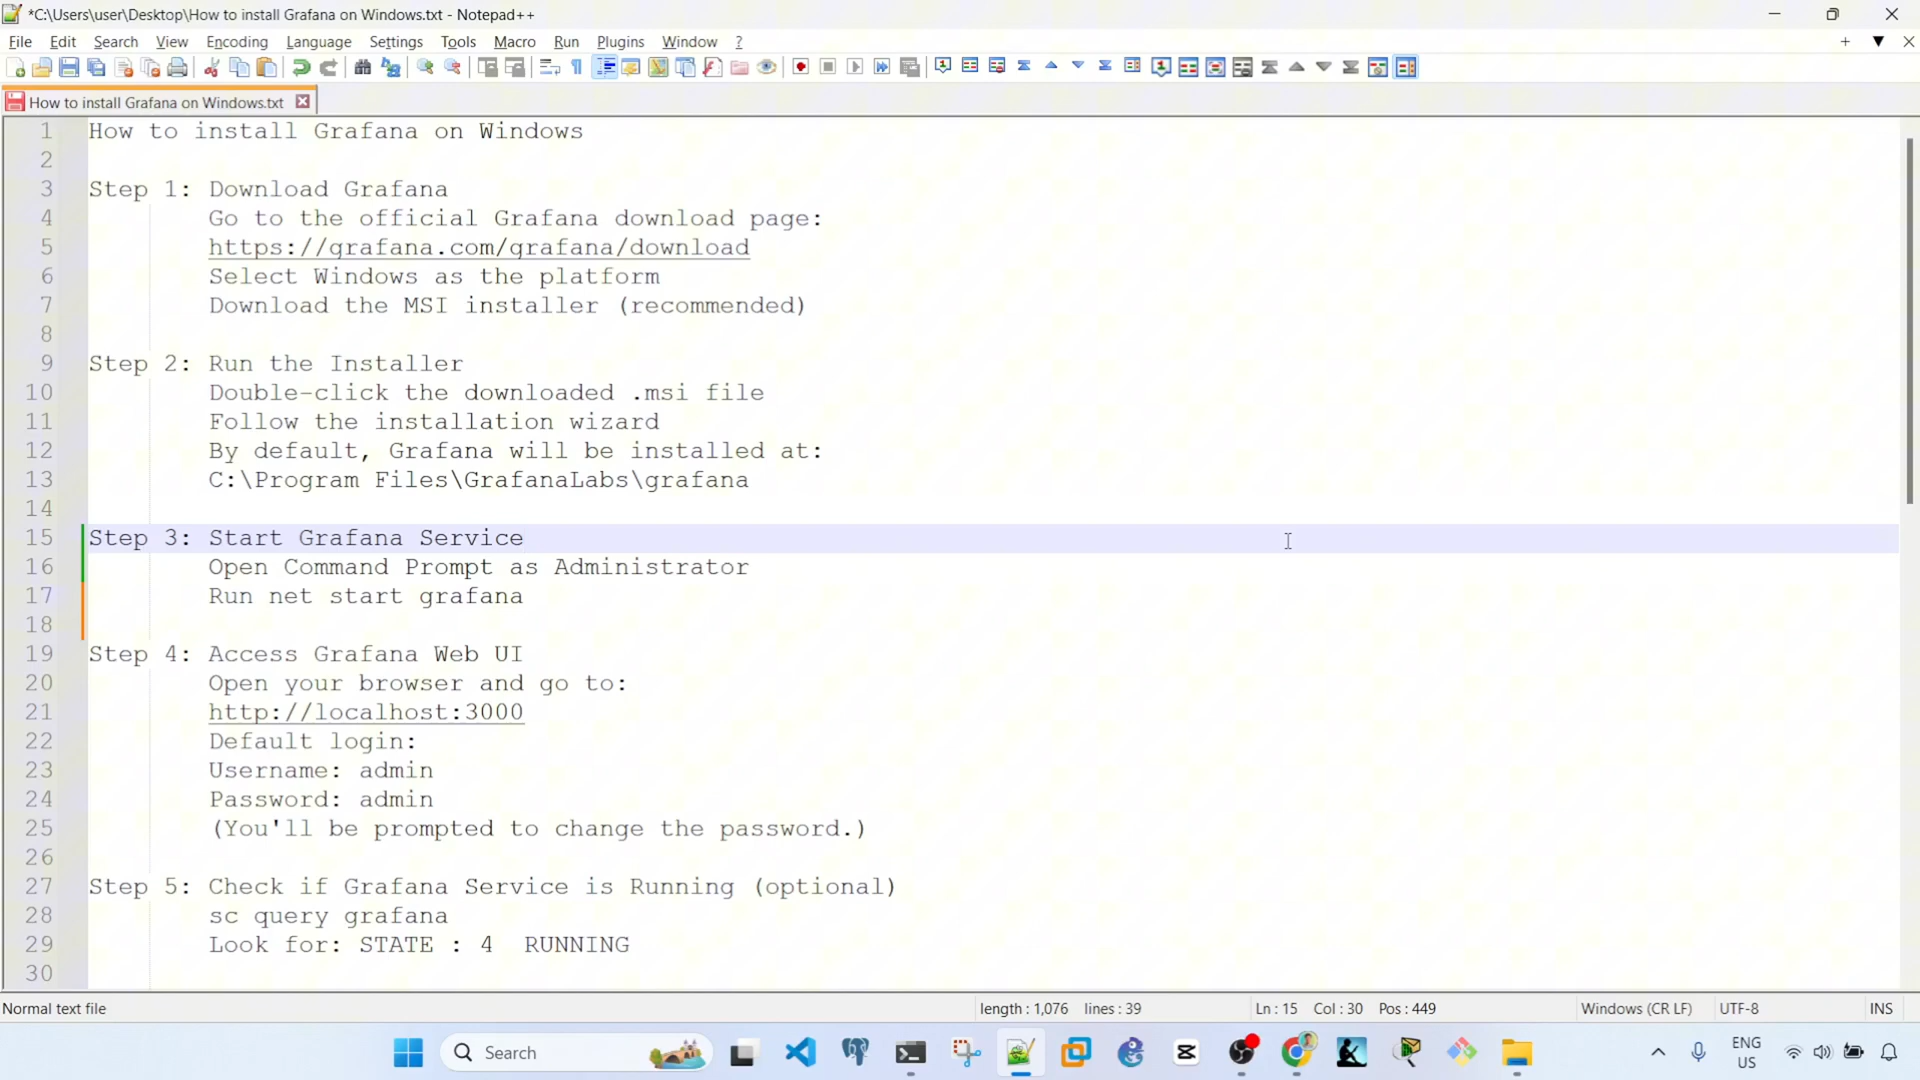 *C:\Users\user\Desktop\How to install Grafana on Windows.txt - Notepad++
File Edit Search View Encoding Language Settings Tools Macro Run Plugins Window ?
How to install Grafana on Windows.txt
1 How to install Grafana on Windows
2
3 Step 1: Download Grafana
4 Go to the official Grafana download page:
5 https://grafana.com/grafana/download
6 Select Windows as the platform
7 Download the MSI installer (recommended)
8
9 Step 2: Run the Installer
10 Double-click the downloaded .msi file
11 Follow the installation wizard
12 By default, Grafana will be installed at:
13 C:\Program Files\GrafanaLabs\grafana
14
15 Step 3: Start Grafana Service
16 Open Command Prompt as Administrator
17 Run net start grafana
18
19 Step 4: Access Grafana Web UI
20 Open your browser and go to:
21 http://localhost:3000
22 Default login:
23 Username: admin
24 Password: admin
25 (You'll be prompted to change the password.)
26
27 Step 5: Check if Grafana Service is Running (optional)
28 sc query grafana
29 Look for: STATE : 4  RUNNING
30
Normal text file length : 1,076 lines : 39 Ln : 15 Col : 30 Pos : 449 Windows (CR LF) UTF-8 INS
Search ENG
US